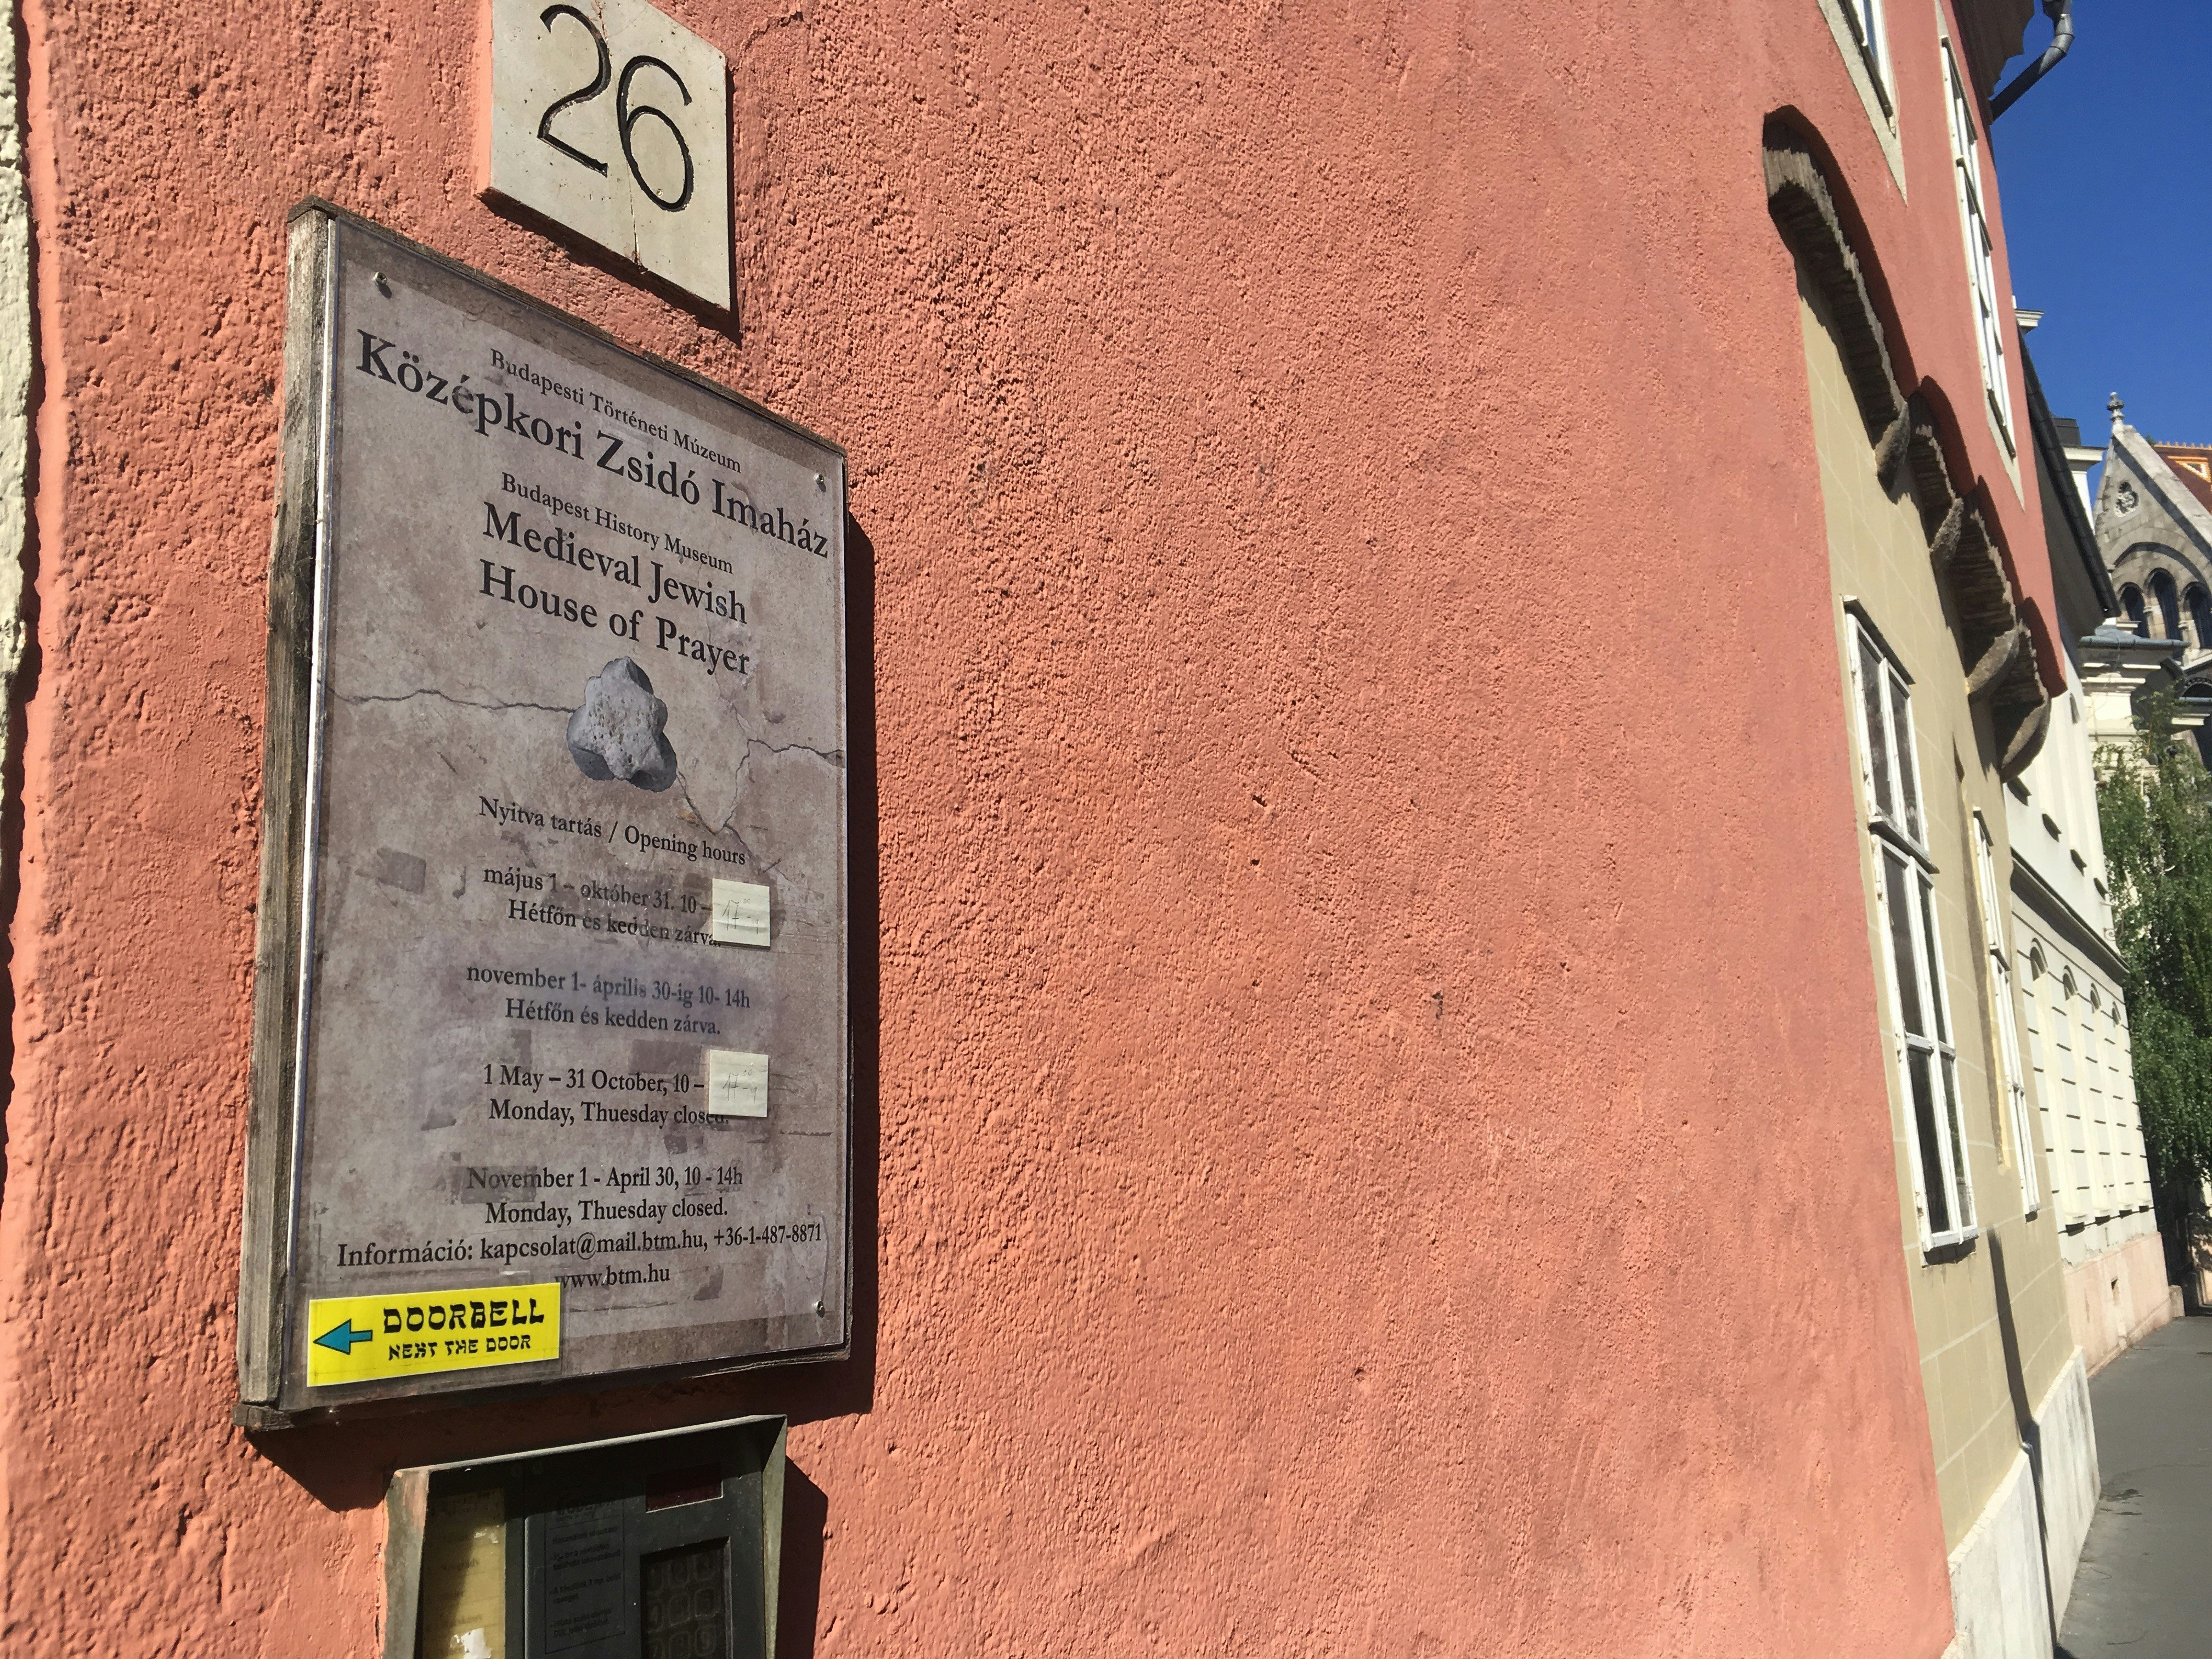 26
Budapesti Történeti Múzeum
Középkori Zsidó Imaház
Budapest History Museum
Medieval Jewish
House of Prayer
Nyitva tartás / Opening hours
május 1 – október 31. 10 –
Hétfőn és kedden zárva.
november 1- április 30-ig 10- 14h
Hétfőn és kedden zárva.
1 May – 31 October, 10 –
Monday, Thuesday closed.
November 1 - April 30, 10 - 14h
Monday, Thuesday closed.
Információ: kapcsolat@mail.btm.hu, +36-1-487-8871
www.btm.hu
DOORBELL
NEXT THE DOOR